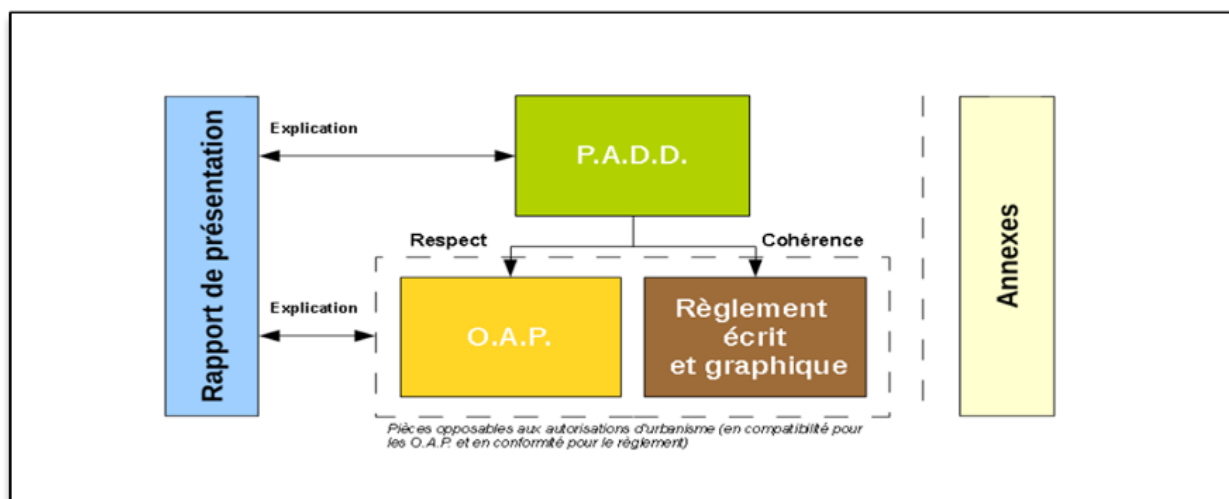 Rapport de présentation
Explication
P.A.D.D.
Respect
Cohérence
Explication
O.A.P.
Règlement
écrit
et graphique
Pièces opposables aux autorisations d'urbanisme (en compatibilité pour
les O.A.P. et en conformité pour le règlement)
Annexes